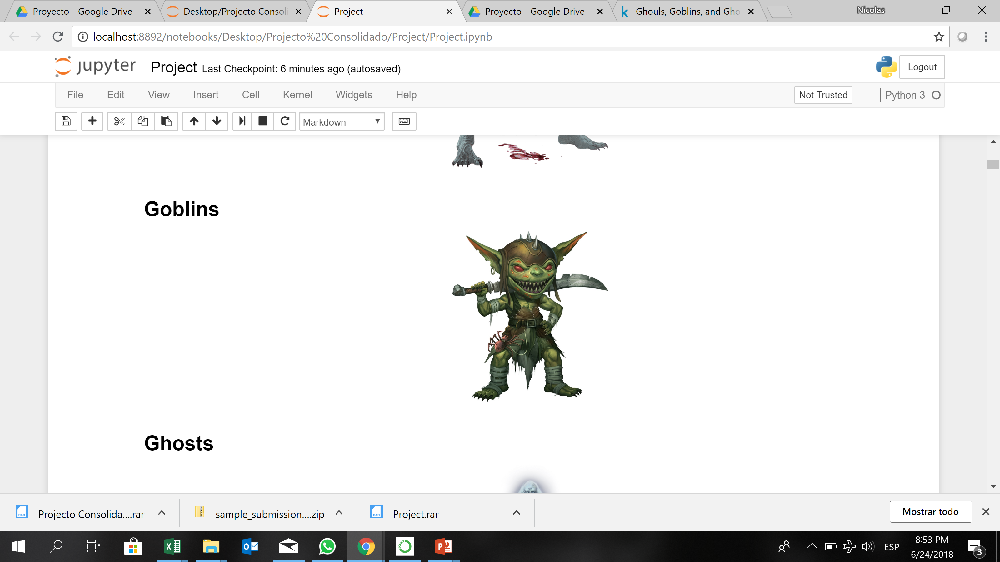 Proyecto - Google Drive
Desktop/Projecto Consoli
Project
Proyecto - Google Drive
Ghouls, Goblins, and Gho
Nicolas
localhost:8892/notebooks/Desktop/Projecto%20Consolidado/Project/Project.ipynb
jupyter Project Last Checkpoint: 6 minutes ago (autosaved)
Logout
File Edit View Insert Cell Kernel Widgets Help
Not Trusted
Python 3
Markdown
Goblins
Ghosts
Projecto Consolida....rar
sample_submission....zip
Project.rar
Mostrar todo
ESP
8:53 PM
6/24/2018
3